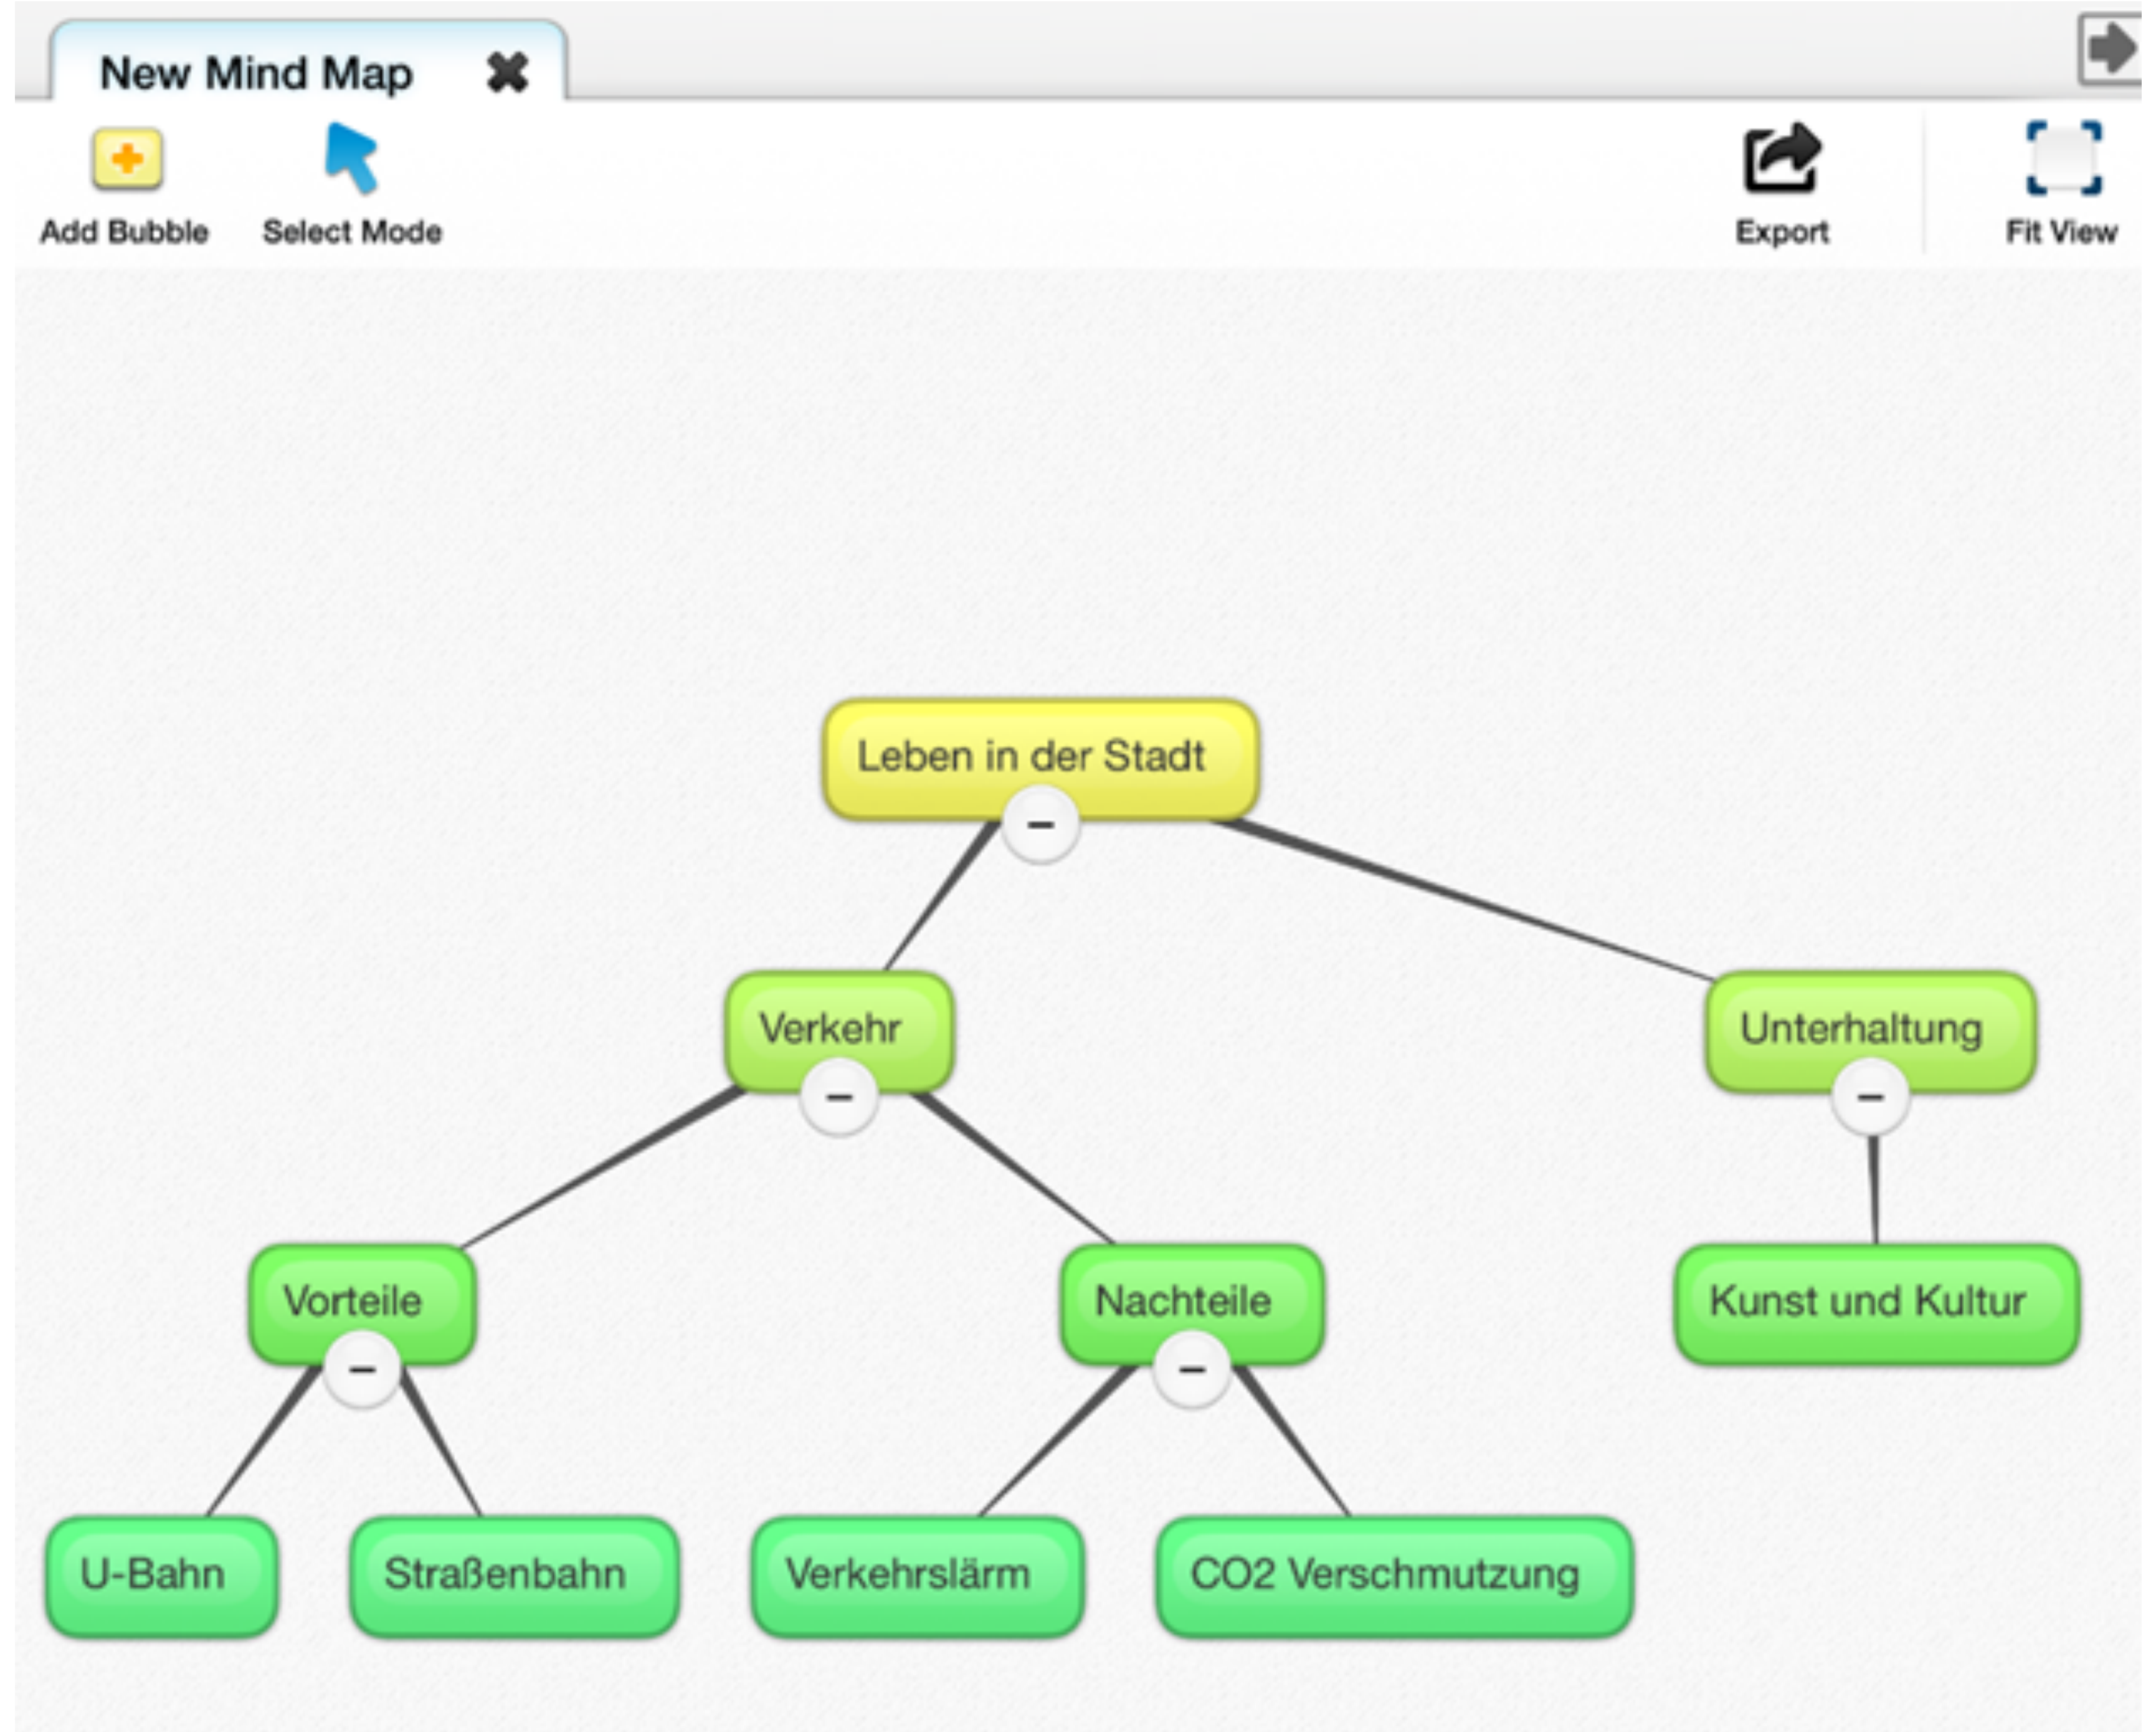 New Mind Map
Add Bubble
Select Mode
Export
Fit View
Leben in der Stadt
Verkehr
Unterhaltung
Vorteile
Nachteile
Kunst und Kultur
U-Bahn
Straßenbahn
Verkehrslärm
CO2 Verschmutzung